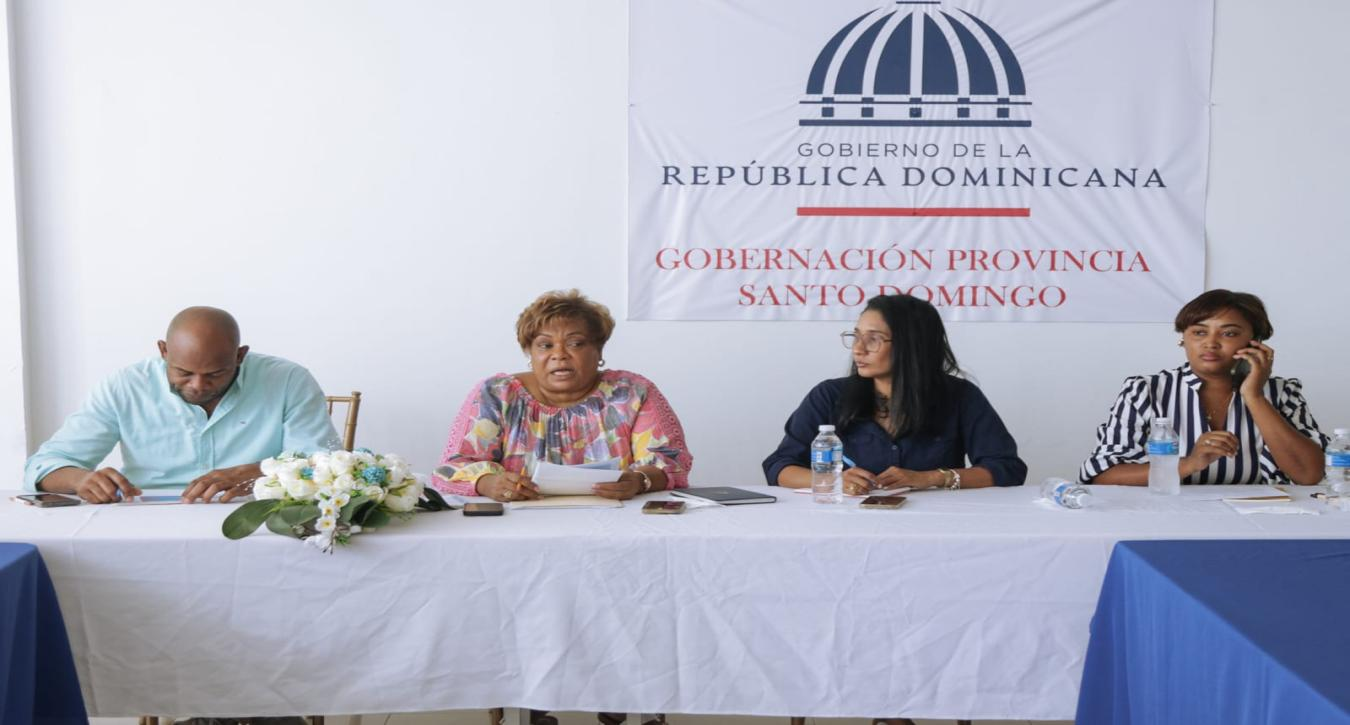 GOBIERNO DE LA
REPÚBLICA DOMINICANA
GOBERNACIÓN PROVINCIA
SANTO DOMINGO